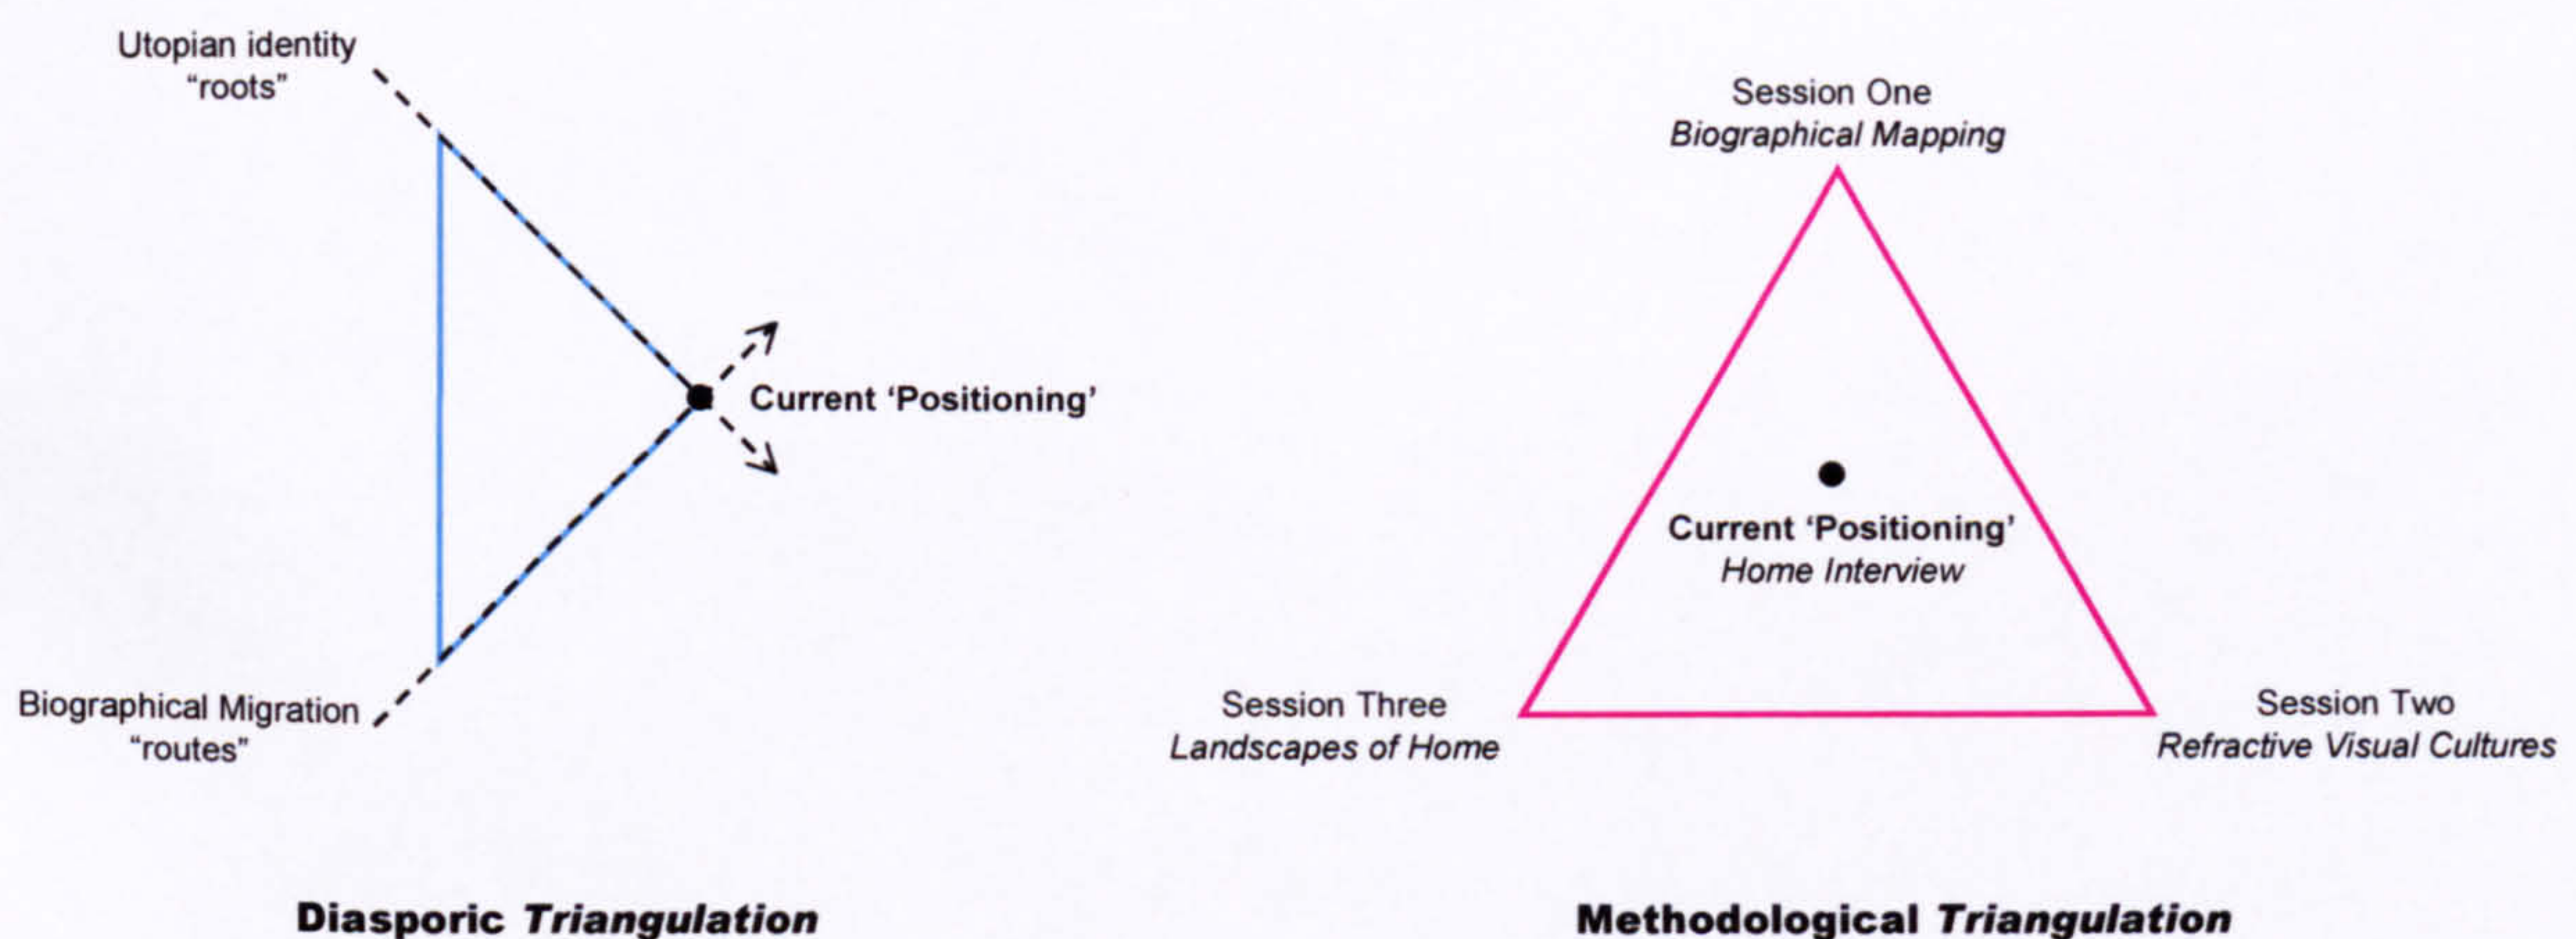 Utopian identity
“roots”
Current ‘Positioning’
Biographical Migration
“routes”
Diasporic Triangulation
Session One
Biographical Mapping
Current ‘Positioning’
Home Interview
Session Three
Landscapes of Home
Session Two
Refractive Visual Cultures
Methodological Triangulation